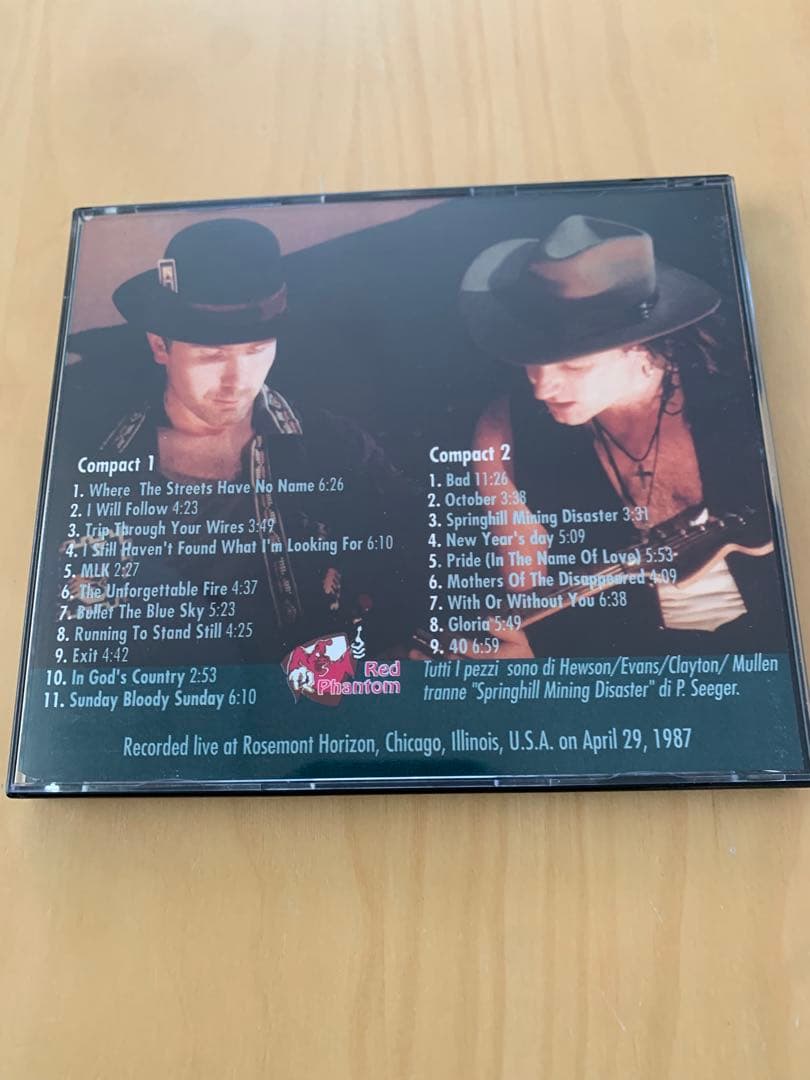 Compact 1
1. Where The Streets Have No Name 6:26
2. I Will Follow 4:23
3. Trip Through Your Wires 3:49
4. I Still Haven't Found What I'm Looking For 6:10
5. MLK 2:27
6. The Unforgettable Fire 4:37
7. Bullet The Blue Sky 5:23
8. Running To Stand Still 4:25
9. Exit 4:42
10. In God's Country 2:53
11. Sunday Bloody Sunday 6:10
Red
Phantom
Compact 2
1. Bad 11:26
2. October 3:38
3. Springhill Mining Disaster 3:31
4. New Year's day 5:09
5. Pride (In The Name Of Love) 5:53
6. Mothers Of The Disappeared 4:09
7. With Or Without You 6:38
8. Gloria 5:49
9. 40 6:59
Tutti I pezzi sono di Hewson/Evans/Clayton/ Mullen
tranne "Springhill Mining Disaster" di P. Seeger.
Recorded live at Rosemont Horizon, Chicago, Illinois, U.S.A. on April 29, 1987